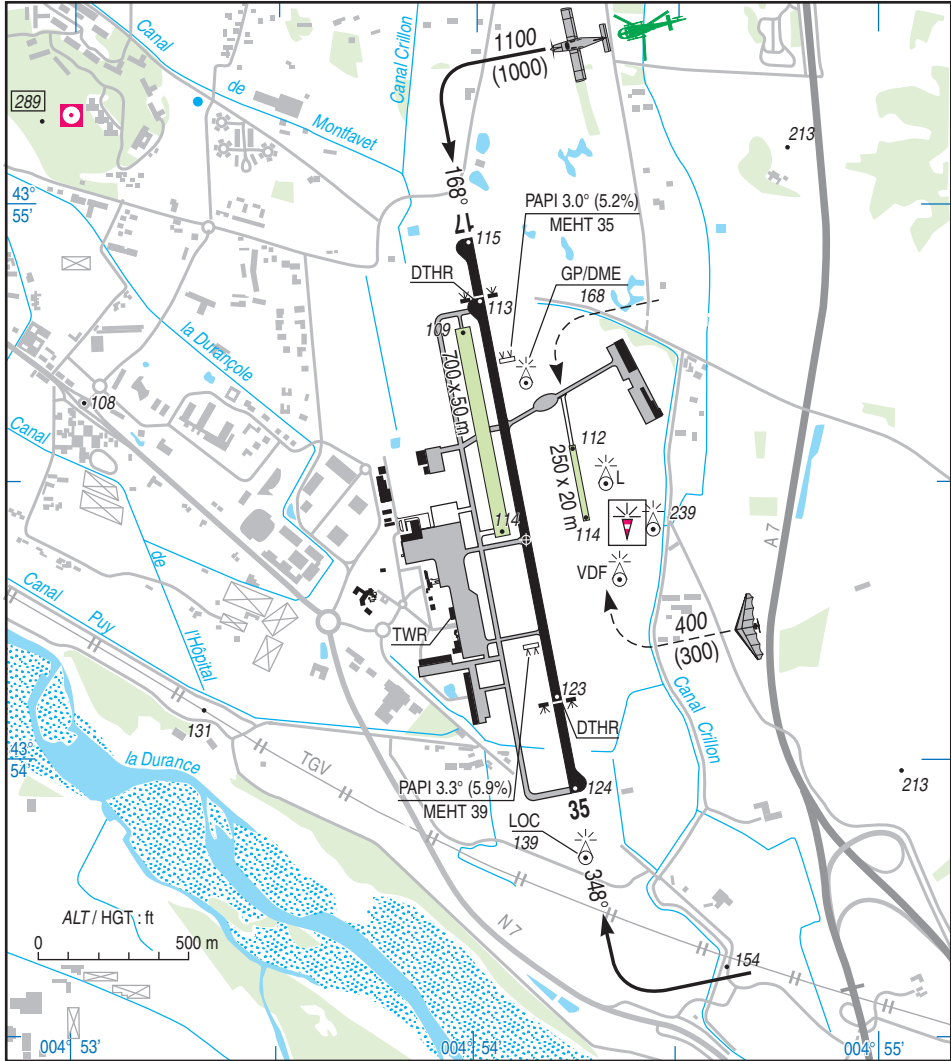 Canal
de
Montfavet
Canal Crillon
1100
(1000)
289
213
43°
55'
168°
17
115
PAPI 3.0° (5.2%)
MEHT 35
DTHR
113
GP/DME
168
109
la Durançole
700 x 50 m
108
Canal
112
250 x 20 m
L
114
114
239
A 7
VDF
de
l'Hôpital
Canal
Puy
TWR
400
(300)
123
DTHR
Canal Crillon
131
43°
54'
la Durance
TGV
PAPI 3.3° (5.9%)
MEHT 39
124
35
213
LOC
139
348°
ALT / HGT : ft
0
500 m
N 7
154
004° 53'
004° 54'
004° 55'